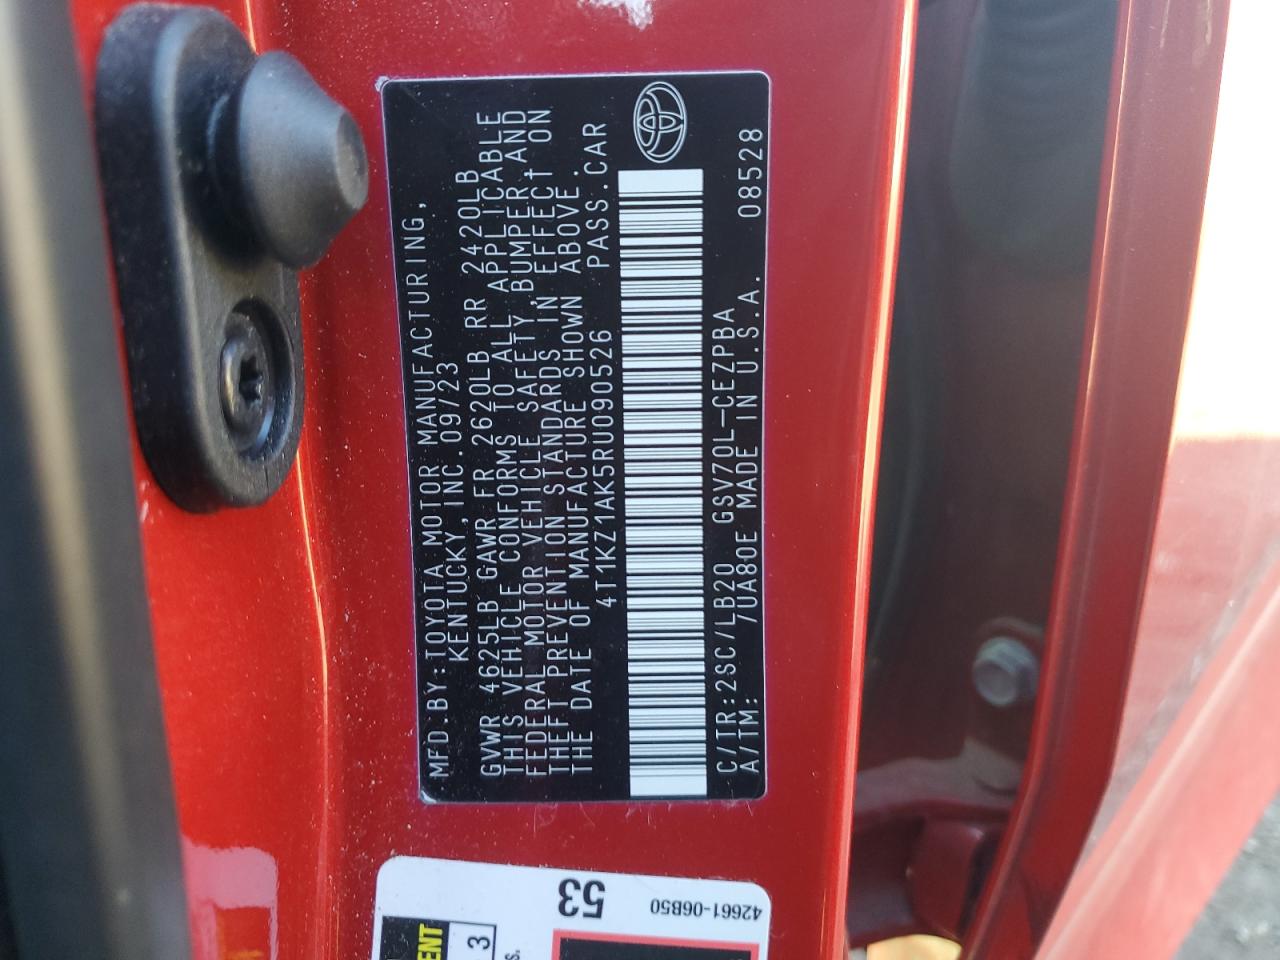 MFD.BY:TOYOTA MOTOR MANUFACTURING,
KENTUCKY,INC.09/23
GVWR 4625LB GAWR FR 2620LB RR 2420LB
THIS VEHICLE CONFORMS TO ALL APPLICABLE
FEDERAL MOTOR VEHICLE SAFETY,BUMPER,AND
THEFT PREVENTION STANDARDS IN EFFECT ON
THE DATE OF MANUFACTURE SHOWN ABOVE.
4T1KZ1AK5RU090526 PASS.CAR
C/TR:2SC/LB20 GSV70L-CEZPBA
A/TM: 7UA80E MADE IN U.S.A. 08528
53
42661-06B50
3